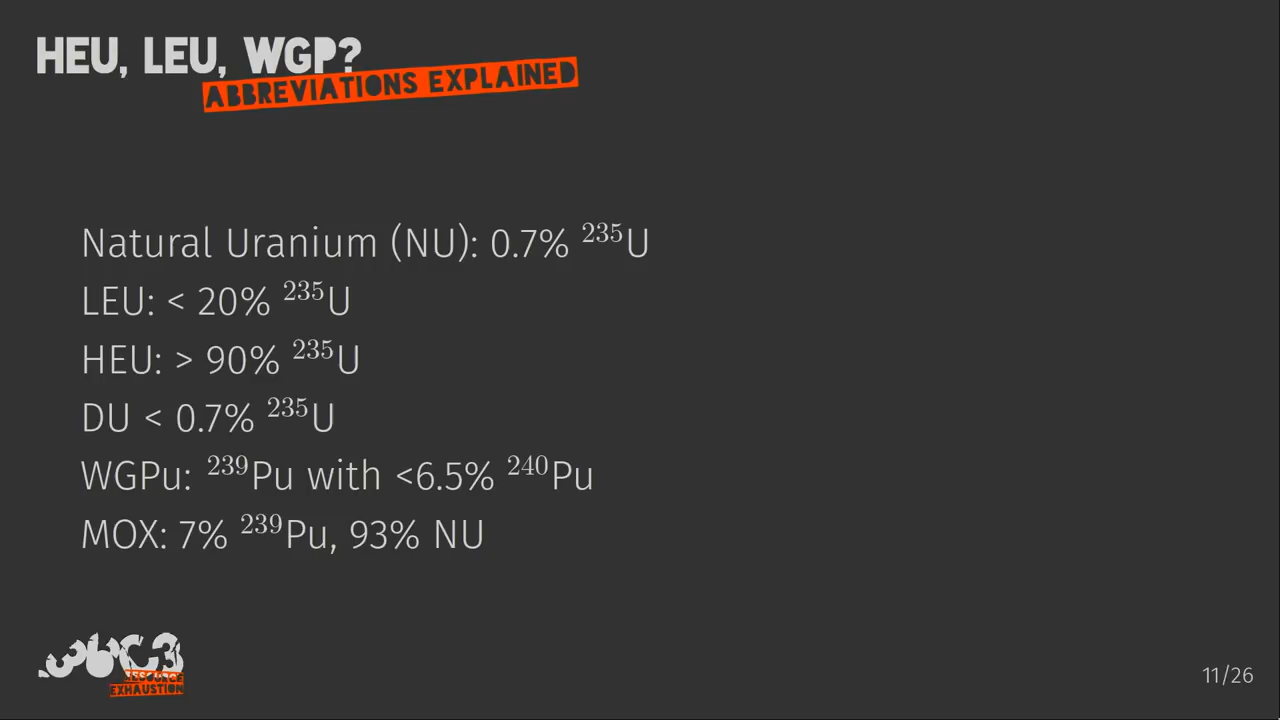 HEU, LEU, WGP?
ABBREVIATIONS EXPLAINED
Natural Uranium (NU): 0.7% ²³⁵U
LEU: < 20% ²³⁵U
HEU: > 90% ²³⁵U
DU < 0.7% ²³⁵U
WGPu: ²³⁹Pu with <6.5% ²⁴⁰Pu
MOX: 7% ²³⁹Pu, 93% NU
36C3
RESOURCE
EXHAUSTION
11/26